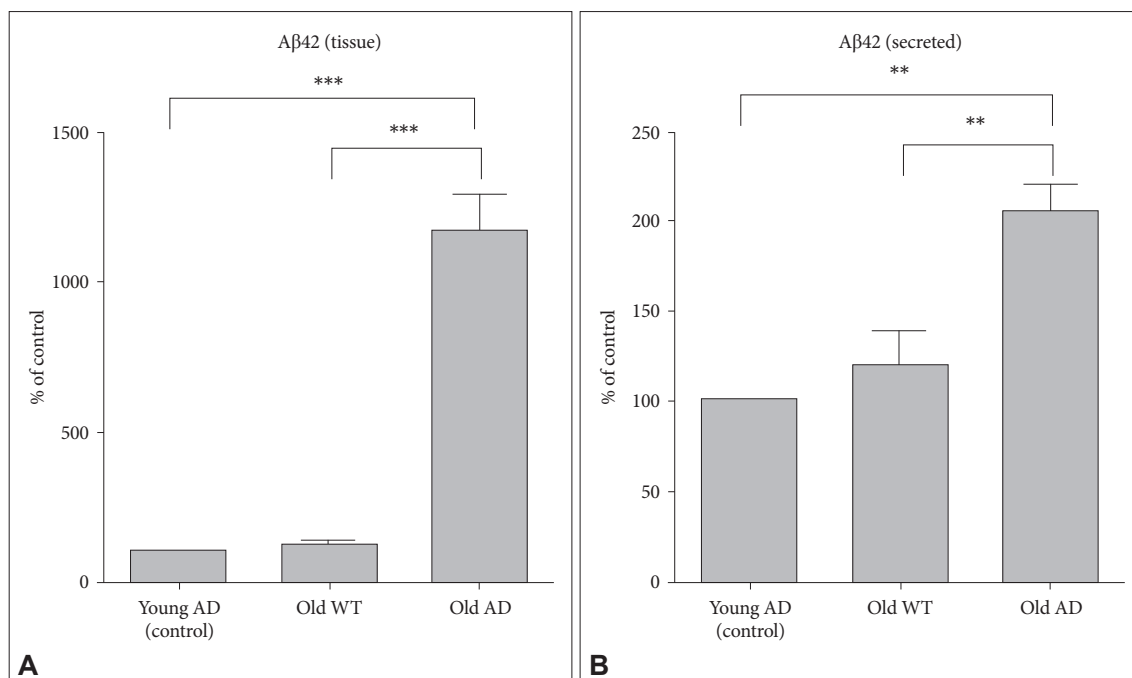 Aβ42 (tissue)
***
***
1500
1000
500
0
% of control
Young AD
(control)
Old WT
Old AD
A
Aβ42 (secreted)
**
**
250
200
150
100
50
0
% of control
Young AD
(control)
Old WT
Old AD
B